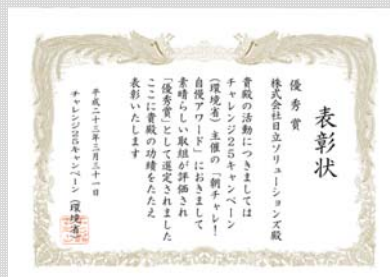 表彰状
優秀賞
株式会社日立ソリューションズ殿
貴殿の活動につきましては
チャレンジ25キャンペーン
(環境省)主催の「朝チャレ!
自慢アワード」におきまして
素晴らしい取組が評価され
「優秀賞」として選定されました
ここに貴殿の功績をたたえ
表彰いたします
平成二十三年三月三十一日
チャレンジ25キャンペーン(環境省)